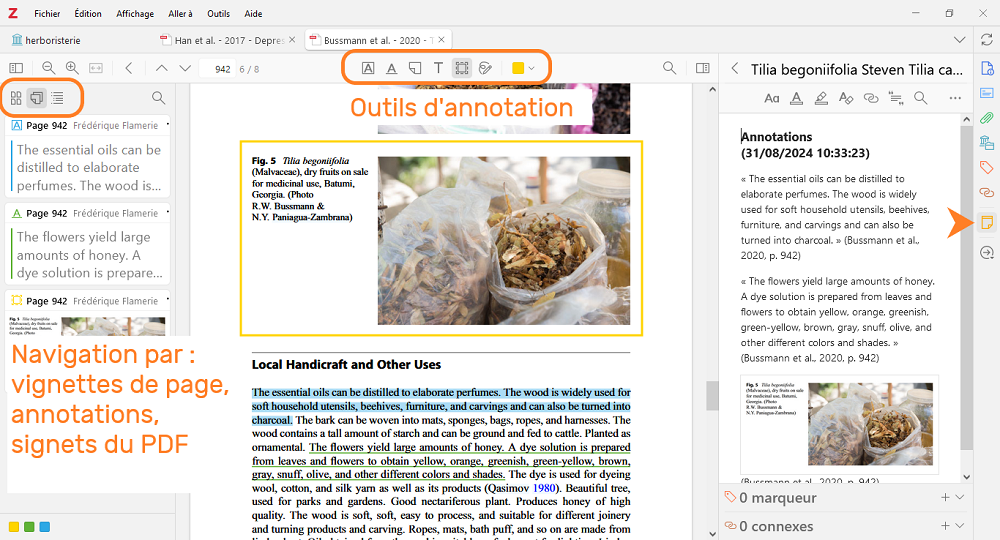 Z Fichier Édition Affichage Aller à Outils Aide
herboristerie
Han et al. - 2017 - Depres
Bussmann et al. - 2020 - T
942 6 / 8
Outils d'annotation
Page 942 Frédérique Flamerie
The essential oils can be
distilled to elaborate
perfumes. The wood is...
A Page 942 Frédérique Flamerie
The flowers yield large
amounts of honey. A
dye solution is prepare...
Page 942 Frédérique Flamerie
Fig. 5 Tilia begoniifolia
(Malvaceae), dry fruits on sale
Navigation par :
vignettes de page,
annotations,
signets du PDF
Fig. 5 Tilia begoniifolia
(Malvaceae), dry fruits on sale
for medicinal use, Batumi,
Georgia. (Photo
R.W. Bussmann &
N.Y. Paniagua-Zambrana)
Local Handicraft and Other Uses
The essential oils can be distilled to elaborate perfumes. The wood is widely used for
soft household utensils, beehives, furniture, and carvings and can also be turned into
charcoal. The bark can be woven into mats, sponges, bags, ropes, and harnesses. The
wood contains a tall amount of starch and can be ground and fed to cattle. Planted as
ornamental. The flowers yield large amounts of honey. A dye solution is prepared
from leaves and flowers to obtain yellow, orange, greenish, green-yellow, brown,
gray, snuff, olive, and other different colors and shades. The dye is used for dyeing
wool, cotton, and silk yarn as well as its products (Qasimov 1980). Beautiful tree,
used for parks and gardens. Good nectariferous plant. Produces honey of high
quality. The wood is soft, soft, easy to process, and suitable for different joinery
and turning products and carving. Ropes, mats, bath puff, and so on are made from
Tilia begoniifolia Steven Tilia ca...
Aa
Annotations
(31/08/2024 10:33:23)
« The essential oils can be distilled to
elaborate perfumes. The wood is widely
used for soft household utensils, beehives,
furniture, and carvings and can also be
turned into charcoal. » (Bussmann et al.,
2020, p. 942)
« The flowers yield large amounts of honey.
A dye solution is prepared from leaves and
flowers to obtain yellow, orange, greenish,
green-yellow, brown, gray, snuff, olive, and
other different colors and shades. »
(Bussmann et al., 2020, p. 942)
Fig. 5 Tilia begoniifolia
(Malvaceae), dry fruits on sale
for medicinal use, Batumi,
Georgia. (Photo
R.W. Bussmann &
N.Y. Paniagua-Zambrana)
(Bussmann et al., 2020, p. 942)
0 marqueur
0 connexes